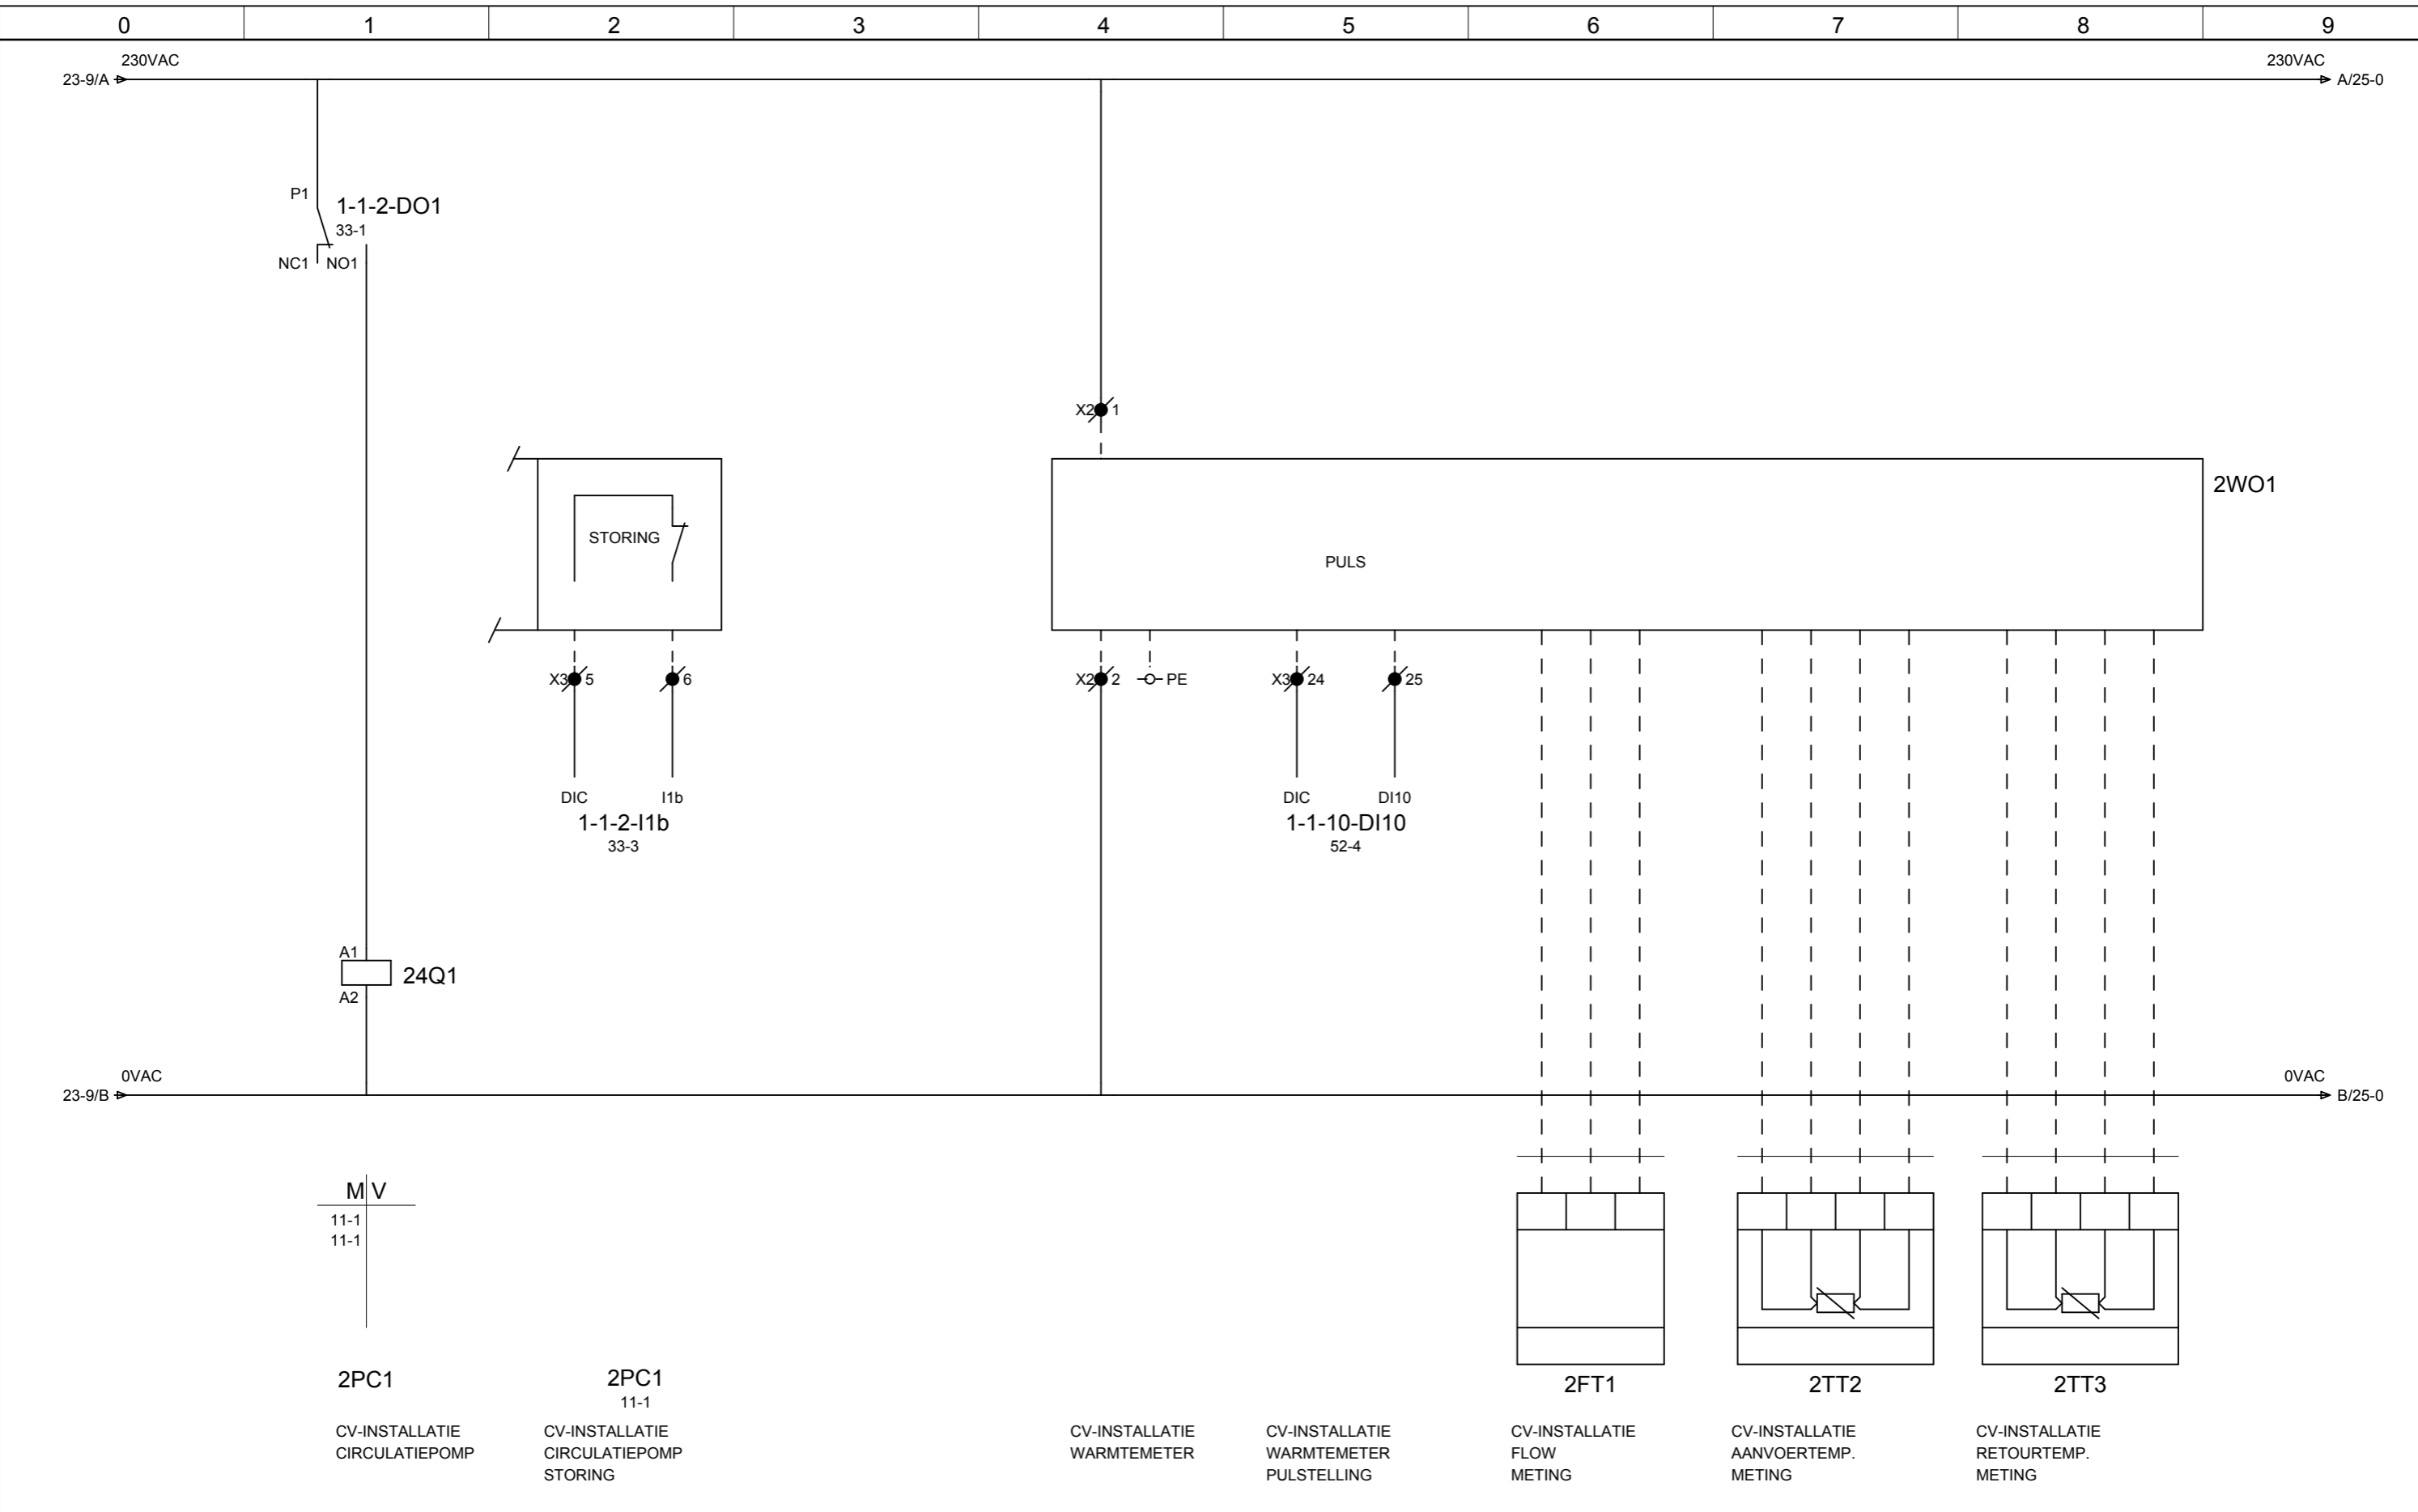 0 1 2 3 4 5 6 7 8 9
230VAC 230VAC
23-9/A A/25-0
P1
1-1-2-DO1
33-1
NC1 NO1
X2 1
2WO1
STORING
PULS
X3 5 6 X2 2 PE X3 24 25
DIC I1b DIC DI10
1-1-2-I1b 1-1-10-DI10
33-3 52-4
A1
24Q1
A2
0VAC 0VAC
23-9/B B/25-0
M V
11-1
11-1
2PC1 2PC1 2FT1 2TT2 2TT3
11-1
CV-INSTALLATIE CV-INSTALLATIE CV-INSTALLATIE CV-INSTALLATIE CV-INSTALLATIE CV-INSTALLATIE CV-INSTALLATIE
CIRCULATIEPOMP CIRCULATIEPOMP WARMTEMETER WARMTEMETER FLOW AANVOERTEMP. RETOURTEMP.
STORING PULSTELLING METING METING METING